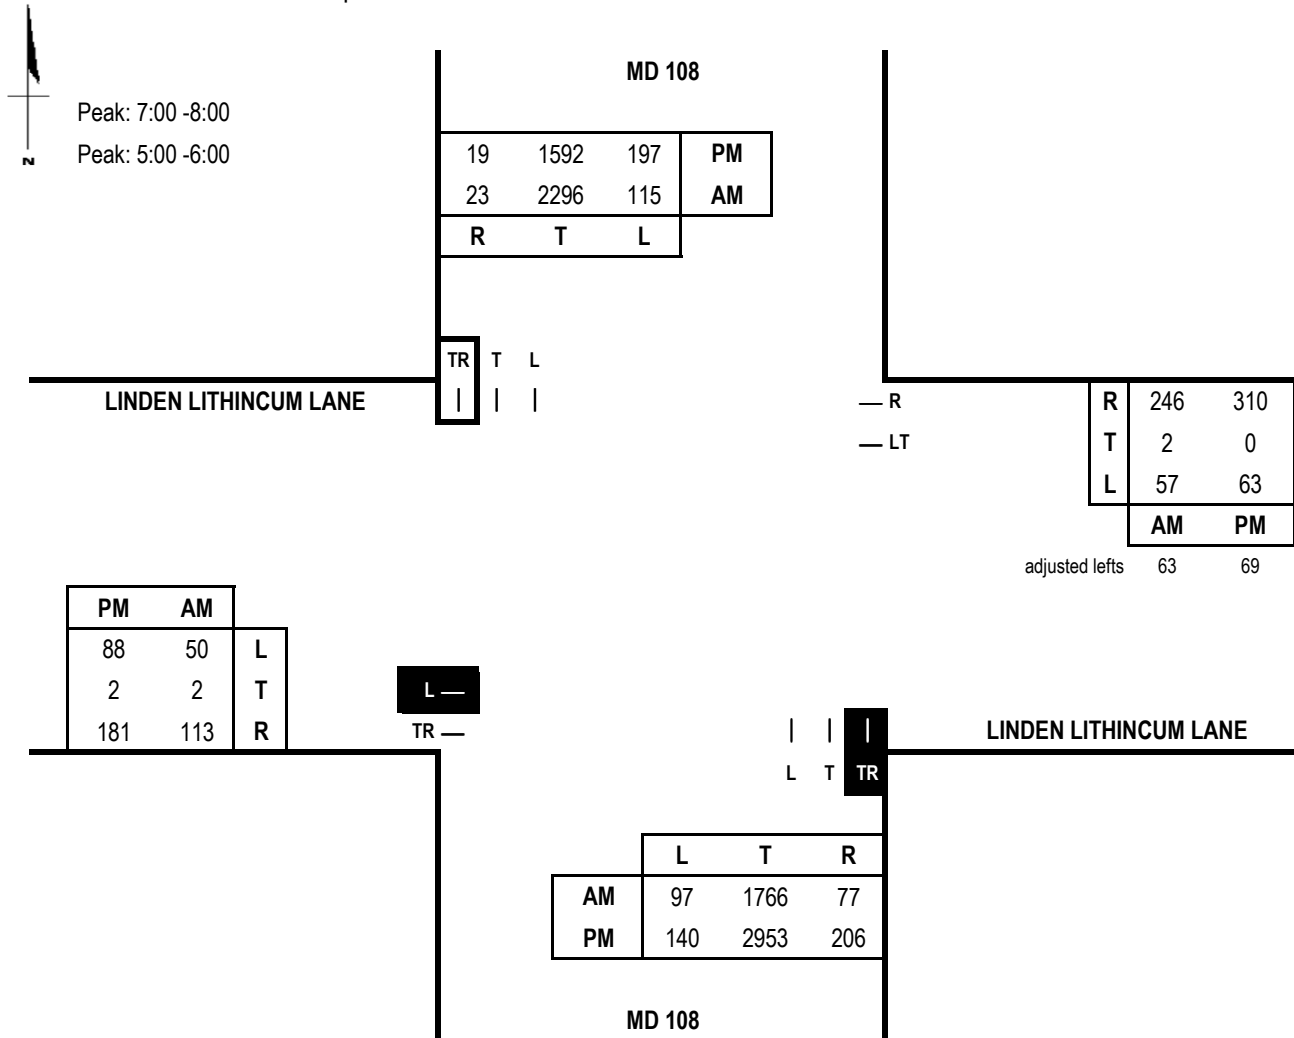 MD 108
Peak: 7:00 -8:00
N
Peak: 5:00 -6:00
19 1592 197 PM
23 2296 115 AM
R T L
TR T L
LINDEN LITHINCUM LANE
R
LT
R 246 310
T 2 0
L 57 63
AM PM
adjusted lefts 63 69
PM AM
88 50 L
2 2 T
181 113 R
L
TR
LINDEN LITHINCUM LANE
L T TR
L T R
AM 97 1766 77
PM 140 2953 206
MD 108